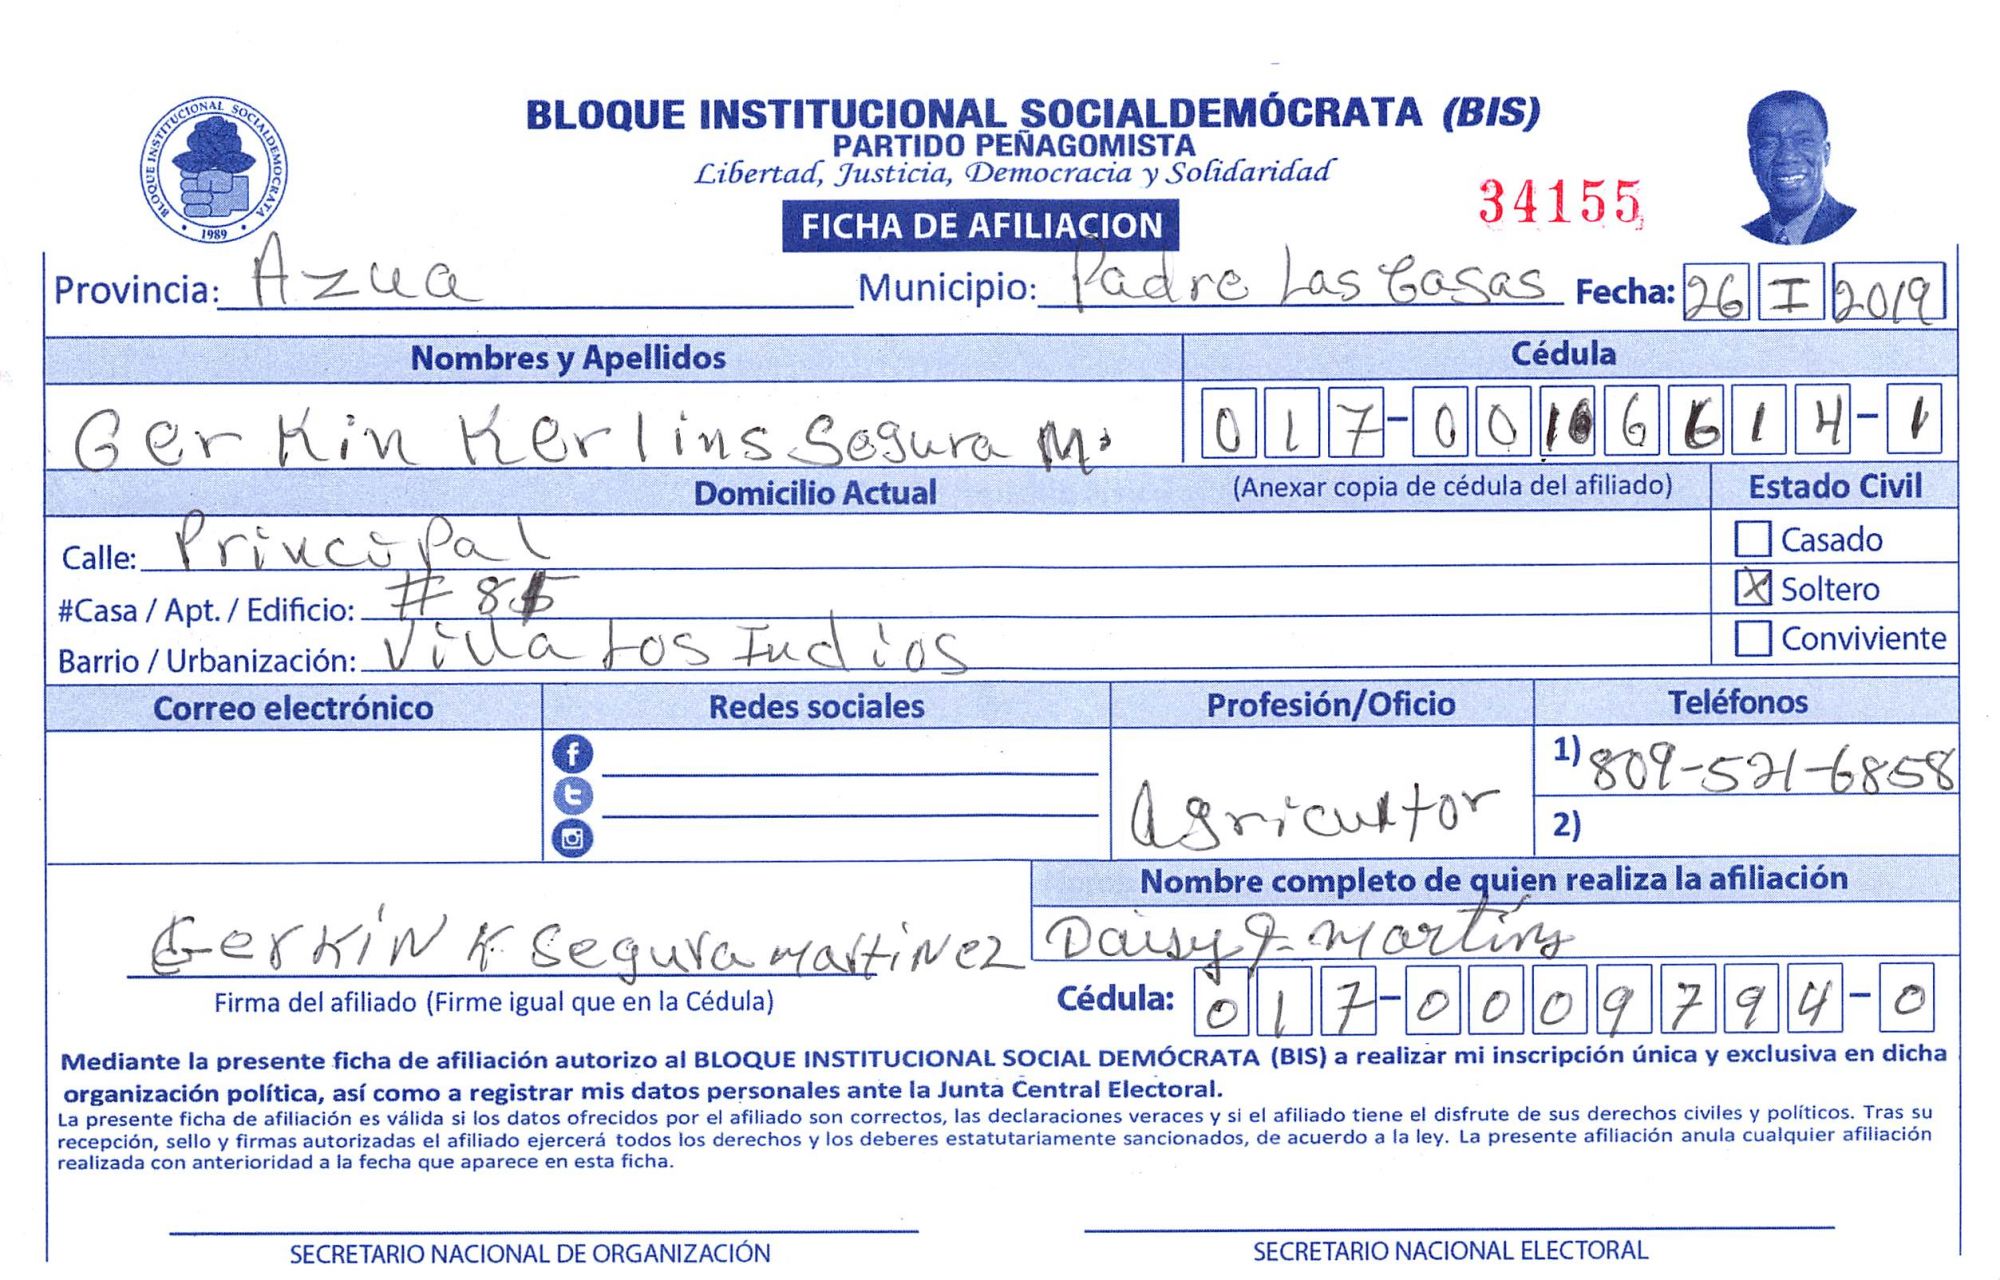 BLOQUE INSTITUCIONAL SOCIALDEMOCRATA
1989
BLOQUE INSTITUCIONAL SOCIALDEMÓCRATA (BIS)
PARTIDO PEÑAGOMISTA
Libertad, Justicia, Democracia y Solidaridad
34155
FICHA DE AFILIACION
Provincia: Azua Municipio: Padre Las Casas Fecha: 26 I 2019
Nombres y Apellidos Cédula
Gerkin Kerlins Segura M. 017-0016614-1
Domicilio Actual (Anexar copia de cédula del afiliado) Estado Civil
Calle: Principal Casado
#Casa / Apt. / Edificio: # 85 X Soltero
Barrio / Urbanización: Villa Los Indios Conviviente
Correo electrónico Redes sociales Profesión/Oficio Teléfonos
1) 809-521-6858
Agricultor
2)
Nombre completo de quien realiza la afiliación
Gerkin K Segura Martinez Daisy J. Martíns
Firma del afiliado (Firme igual que en la Cédula) Cédula: 017-0009794-0
Mediante la presente ficha de afiliación autorizo al BLOQUE INSTITUCIONAL SOCIAL DEMÓCRATA (BIS) a realizar mi inscripción única y exclusiva en dicha
organización política, así como a registrar mis datos personales ante la Junta Central Electoral.
La presente ficha de afiliación es válida si los datos ofrecidos por el afiliado son correctos, las declaraciones veraces y si el afiliado tiene el disfrute de sus derechos civiles y políticos. Tras su
recepción, sello y firmas autorizadas el afiliado ejercerá todos los derechos y los deberes estatutariamente sancionados, de acuerdo a la ley. La presente afiliación anula cualquier afiliación
realizada con anterioridad a la fecha que aparece en esta ficha.
SECRETARIO NACIONAL DE ORGANIZACIÓN SECRETARIO NACIONAL ELECTORAL